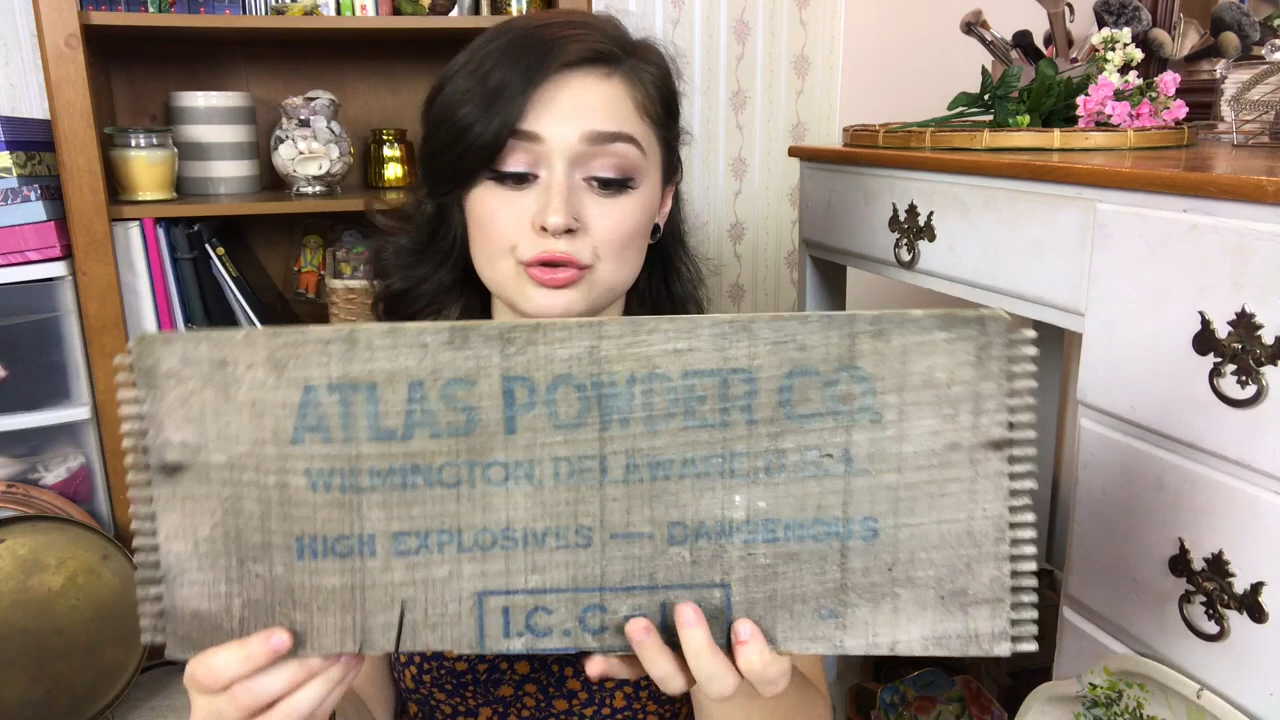 ATLAS POWDER CO.
WILMINGTON, DELAWARE, U.S.A.
HIGH EXPLOSIVES — DANGEROUS
I.C.C. -